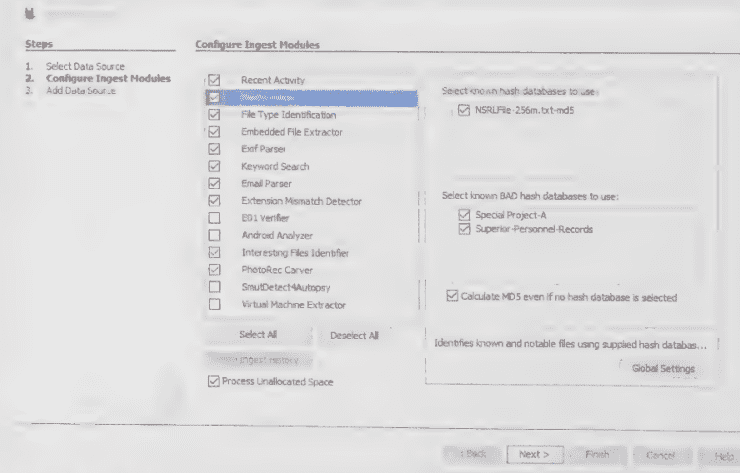 Steps
1. Select Data Source
2. Configure Ingest Modules
3. Add Data Source
Configure Ingest Modules
Recent Activity
File Type Identification
Embedded File Extractor
Exif Parser
Keyword Search
Email Parser
Extension Mismatch Detector
E01 Verifier
Android Analyzer
Interesting Files Identifier
PhotoRec Carver
SmutDetect4Autopsy
Virtual Machine Extractor
Select All
Deselect All
Ingest History
Process Unallocated Space
Select known hash databases to use:
NSRLFile-256m.txt-md5
Select known BAD hash databases to use:
Special Project-A
Superior-Personnel-Records
Calculate MD5 even if no hash database is selected
Identifies known and notable files using supplied hash databas...
Global Settings
< Back
Next >
Finish
Cancel
Help